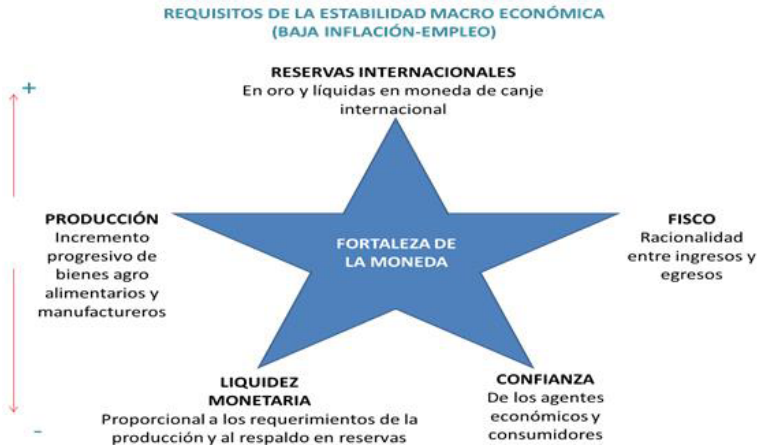 REQUISITOS DE LA ESTABILIDAD MACRO ECONÓMICA
(BAJA INFLACIÓN-EMPLEO)
RESERVAS INTERNACIONALES
En oro y líquidas en moneda de canje
internacional
+
PRODUCCIÓN
Incremento
progresivo de
bienes agro
alimentarios y
manufactureros
FORTALEZA DE
LA MONEDA
FISCO
Racionalidad
entre ingresos y
egresos
LIQUIDEZ
MONETARIA
Proporcional a los requerimientos de la
producción y al respaldo en reservas
CONFIANZA
De los agentes
económicos y
consumidores
-